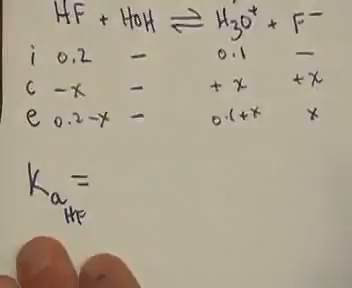 HF + HOH ⇌ H₃O⁺ + F⁻
i 0.2 - 0.1 -
c -x - +x +x
e 0.2-x - 0.1+x x
Kₐ =
HF